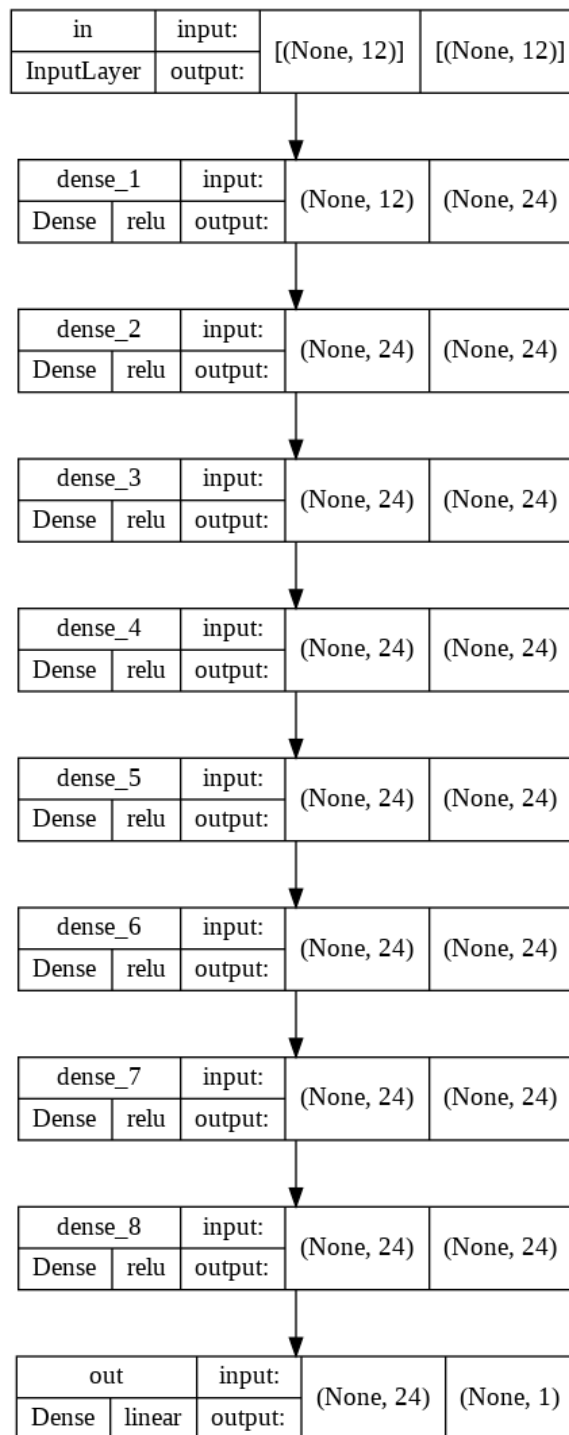 in input: [(None, 12)] [(None, 12)]
InputLayer output:
dense_1 input: (None, 12) (None, 24)
Dense relu output:
dense_2 input: (None, 24) (None, 24)
Dense relu output:
dense_3 input: (None, 24) (None, 24)
Dense relu output:
dense_4 input: (None, 24) (None, 24)
Dense relu output:
dense_5 input: (None, 24) (None, 24)
Dense relu output:
dense_6 input: (None, 24) (None, 24)
Dense relu output:
dense_7 input: (None, 24) (None, 24)
Dense relu output:
dense_8 input: (None, 24) (None, 24)
Dense relu output:
out input: (None, 24) (None, 1)
Dense linear output: